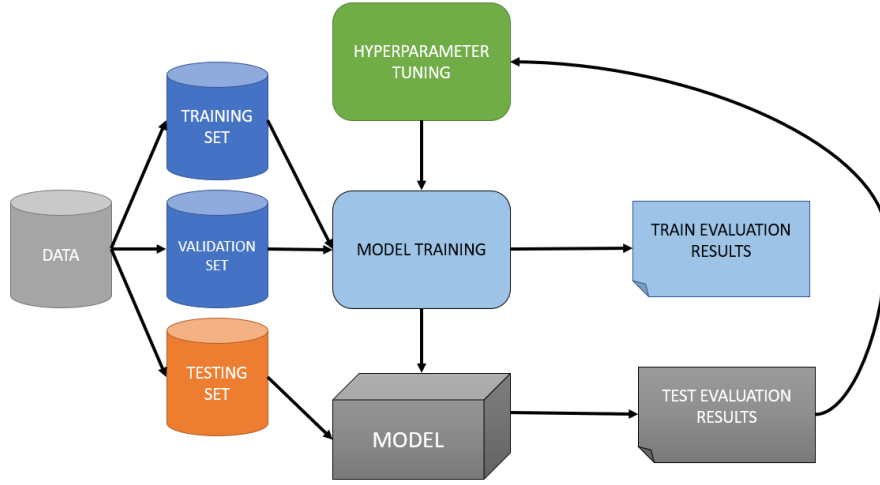 HYPERPARAMETER
TUNING
TRAINING
SET
DATA
VALIDATION
SET
MODEL TRAINING
TRAIN EVALUATION
RESULTS
TESTING
SET
MODEL
TEST EVALUATION
RESULTS